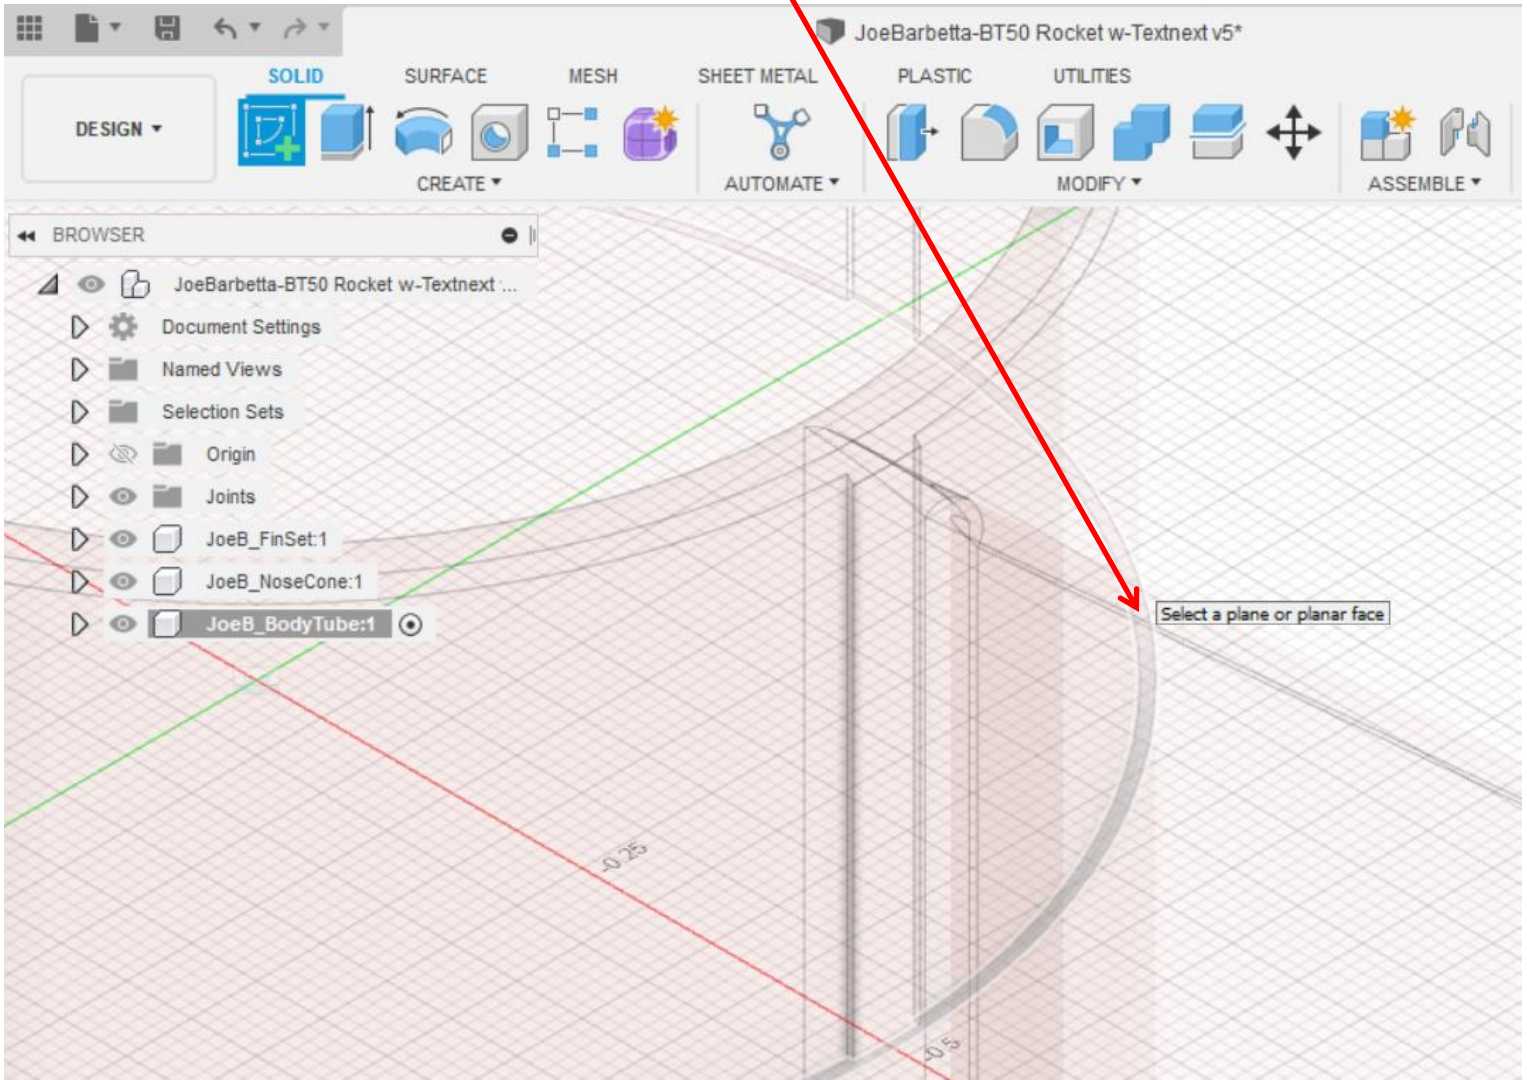 JoeBarbetta-BT50 Rocket w-Textnext v5*
SOLID SURFACE MESH SHEET METAL PLASTIC UTILITIES
DESIGN
CREATE AUTOMATE MODIFY ASSEMBLE
BROWSER
JoeBarbetta-BT50 Rocket w-Textnext ...
Document Settings
Named Views
Selection Sets
Origin
Joints
JoeB_FinSet:1
JoeB_NoseCone:1
JoeB_BodyTube:1
Select a plane or planar face
-0.25
-0.5